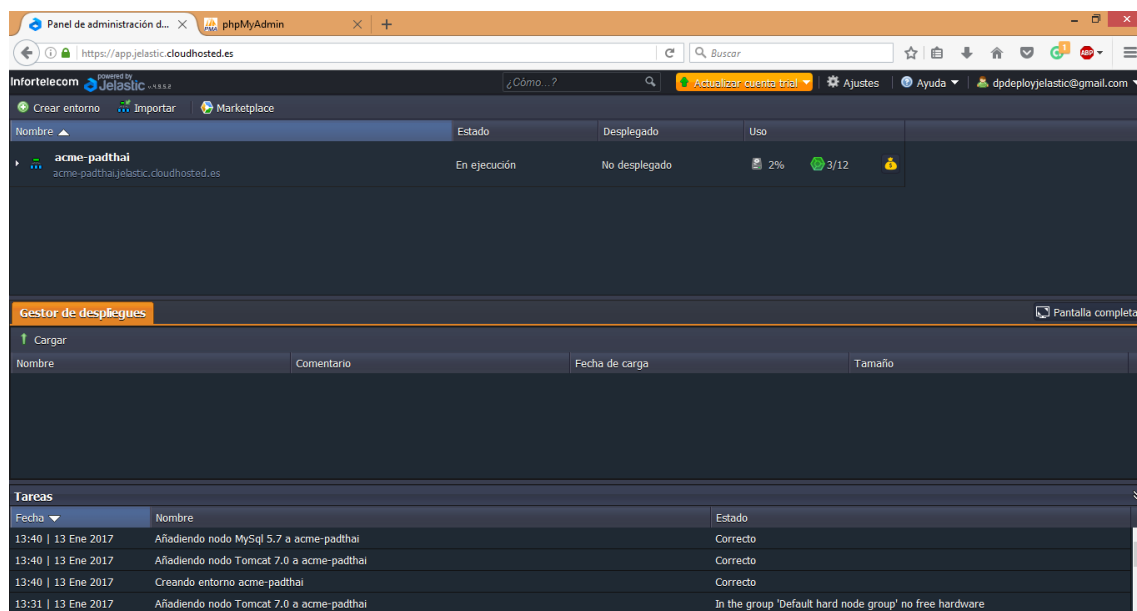 Panel de administración d...
phpMyAdmin
https://app.jelastic.cloudhosted.es
Buscar
Infortelecom powered by Jelastic v.4.9.5.2
¿Cómo...?
Actualizar cuenta trial
Ajustes
Ayuda
dpdeployjelastic@gmail.com
Crear entorno
Importar
Marketplace
Nombre Estado Desplegado Uso
acme-padthai En ejecución No desplegado 2% 3/12
acme-padthai.jelastic.cloudhosted.es
Gestor de despliegues Pantalla completa
Cargar
Nombre Comentario Fecha de carga Tamaño
Tareas
Fecha Nombre Estado
13:40 | 13 Ene 2017 Añadiendo nodo MySql 5.7 a acme-padthai Correcto
13:40 | 13 Ene 2017 Añadiendo nodo Tomcat 7.0 a acme-padthai Correcto
13:40 | 13 Ene 2017 Creando entorno acme-padthai Correcto
13:31 | 13 Ene 2017 Añadiendo nodo Tomcat 7.0 a acme-padthai In the group 'Default hard node group' no free hardware